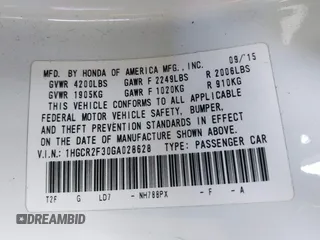 MFD. BY HONDA OF AMERICA MFG., INC. 09/15
GVWR 4200LBS GAWR F 2249LBS R 2006LBS
GVWR 1905KG GAWR F 1020KG R 910KG
THIS VEHICLE CONFORMS TO ALL APPLICABLE
FEDERAL MOTOR VEHICLE SAFETY, BUMPER,
AND THEFT PREVENTION STANDARDS IN EFFECT
ON THE DATE OF MANUFACTURE SHOWN ABOVE.
V.I.N.: 1HGCR2F30GA028628 TYPE: PASSENGER CAR
T2F G LD7 - NH788PX - F - A
DREAMBID